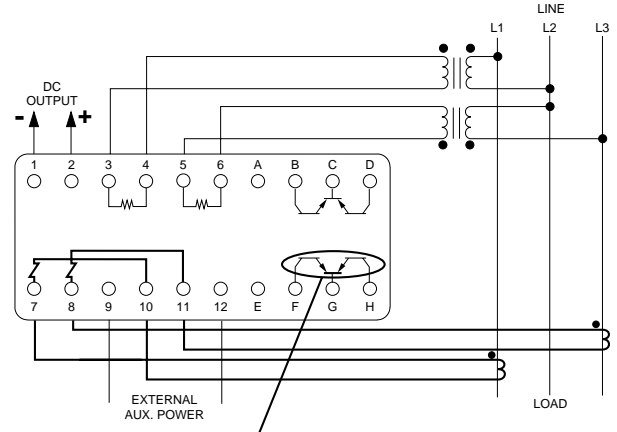 LINE
L1 L2 L3
DC
OUTPUT
- +
1 2 3 4 5 6 A B C D
7 8 9 10 11 12 E F G H
EXTERNAL
AUX. POWER
LOAD